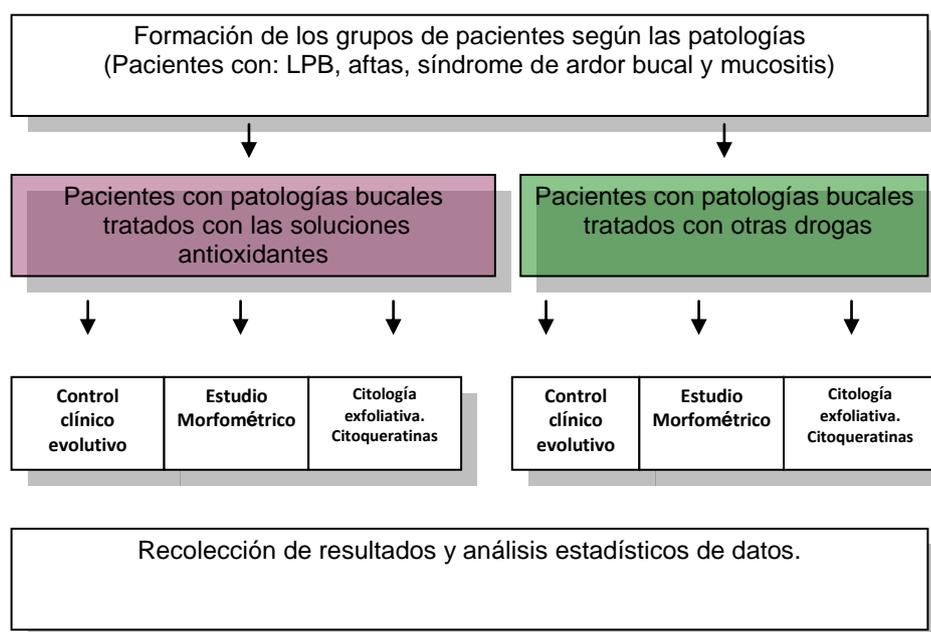 Formación de los grupos de pacientes según las patologías
(Pacientes con: LPB, aftas, síndrome de ardor bucal y mucositis)
Pacientes con patologías bucales
tratados con las soluciones
antioxidantes
Pacientes con patologías bucales
tratados con otras drogas
Control
clínico
evolutivo
Estudio
Morfométrico
Citología
exfoliativa.
Citoqueratinas
Control
clínico
evolutivo
Estudio
Morfométrico
Citología
exfoliativa.
Citoqueratinas
Recolección de resultados y análisis estadísticos de datos.